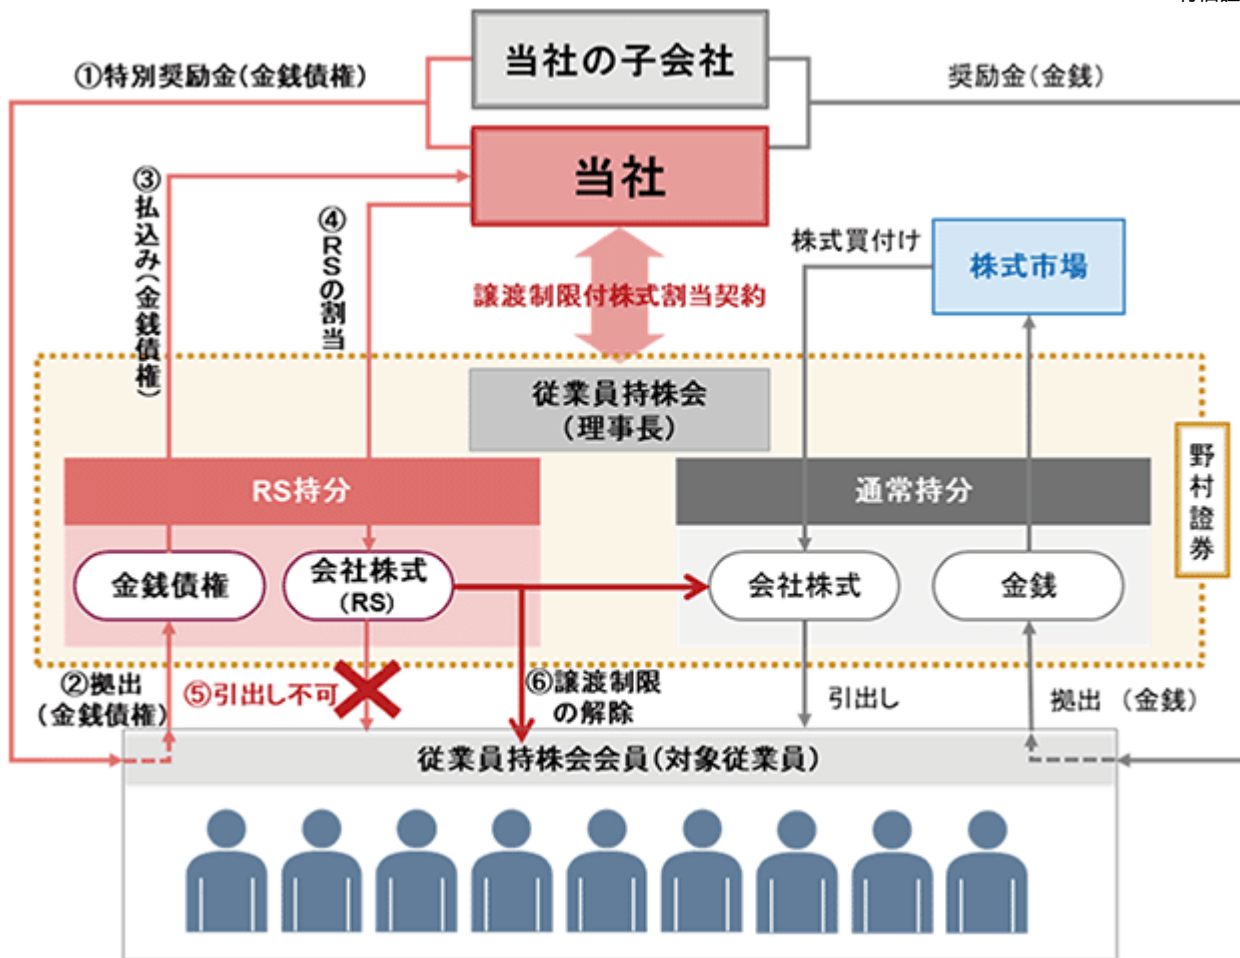 当社の子会社
①特別奨励金(金銭債権)
奨励金(金銭)
当社
③払込み(金銭債権)
④RSの割当
株式買付け
株式市場
譲渡制限付株式割当契約
従業員持株会
(理事長)
野村證券
RS持分
通常持分
金銭債権
会社株式
(RS)
会社株式
金銭
②拠出
(金銭債権)
⑤引出し不可
⑥譲渡制限
の解除
引出し
拠出 (金銭)
従業員持株会会員(対象従業員)